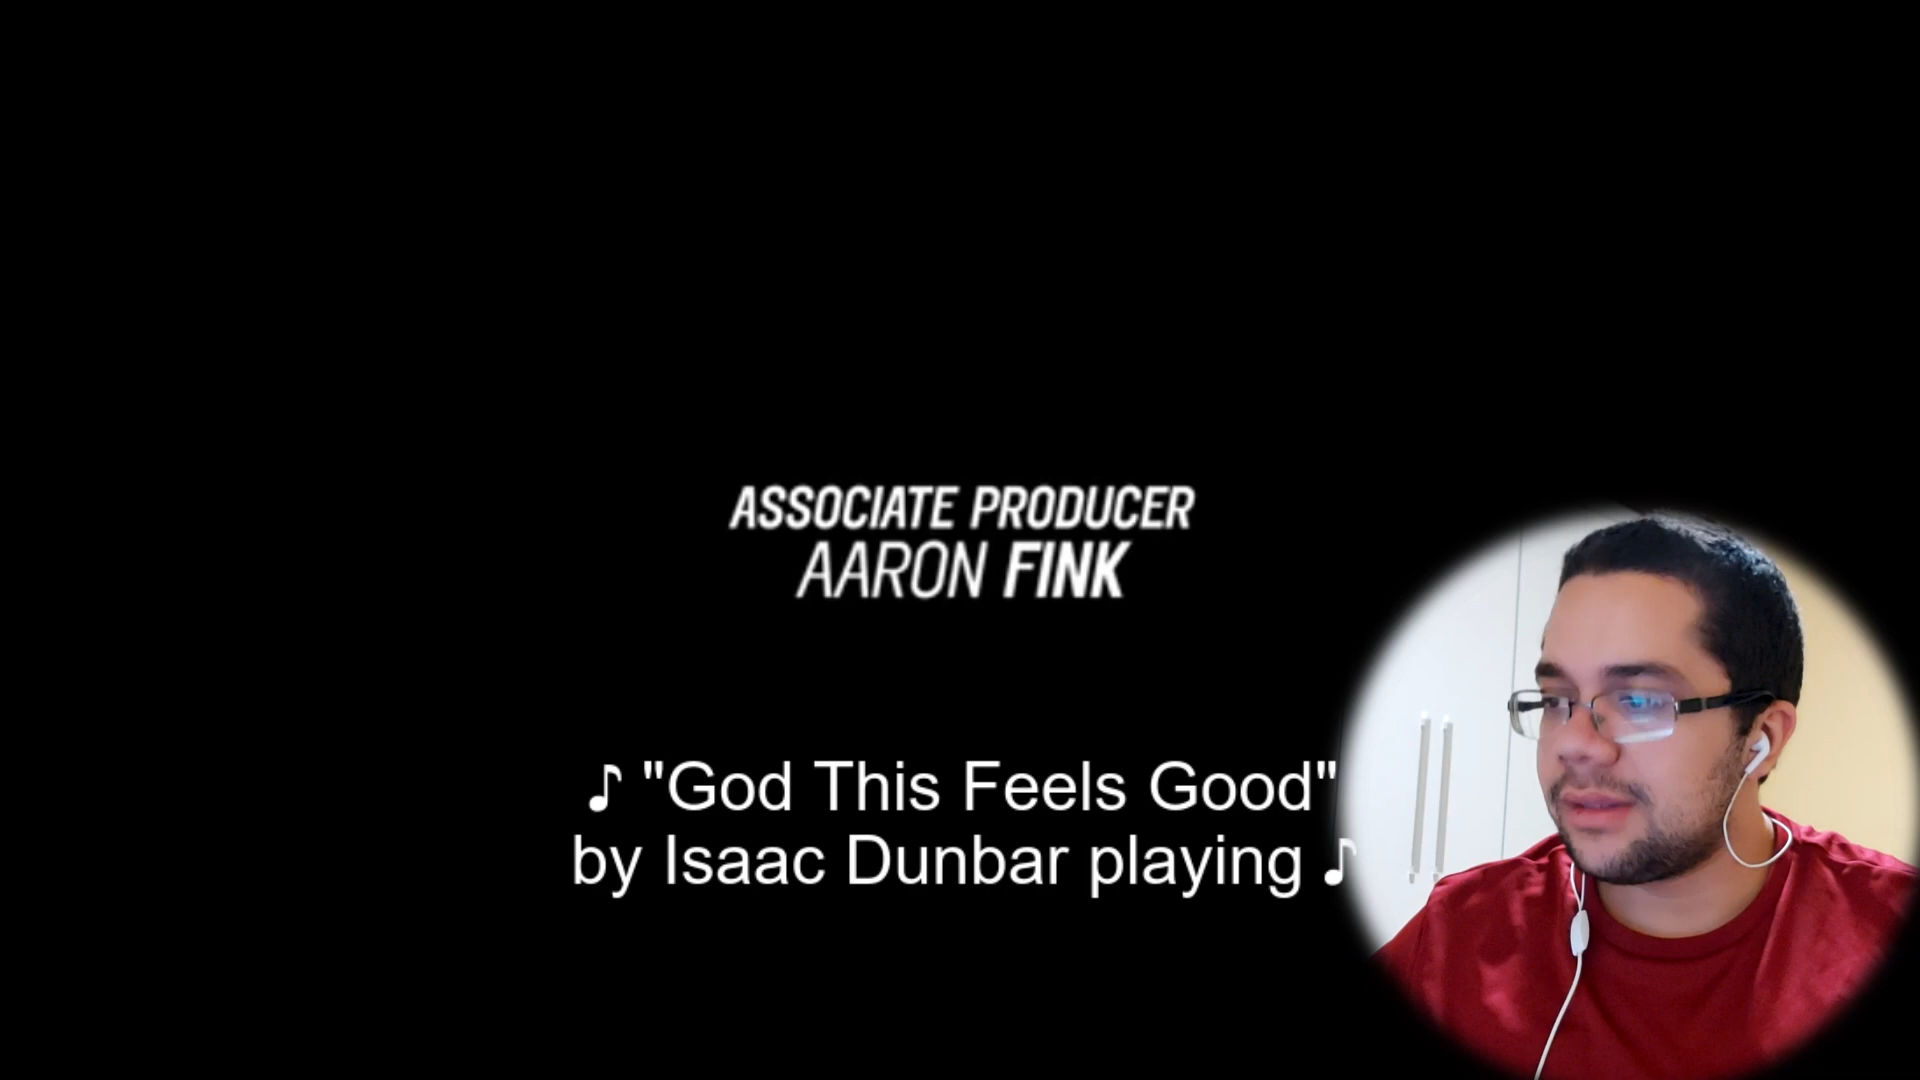 ASSOCIATE PRODUCER
AARON FINK
♪ "God This Feels Good"
by Isaac Dunbar playing ♪